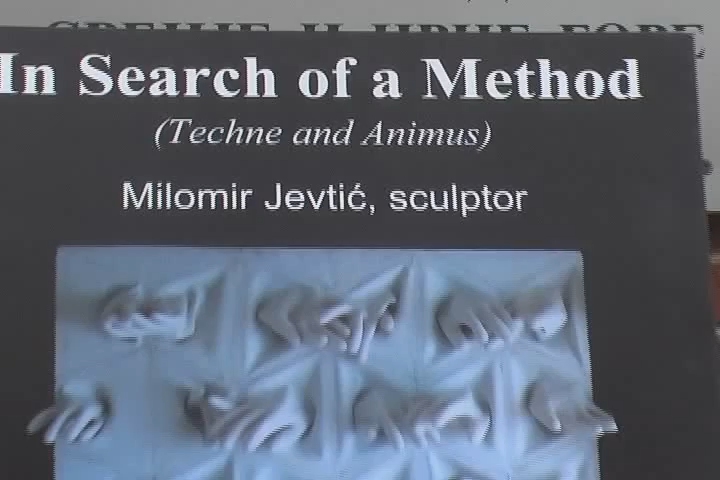 In Search of a Method
(Techne and Animus)
Milomir Jevtić, sculptor